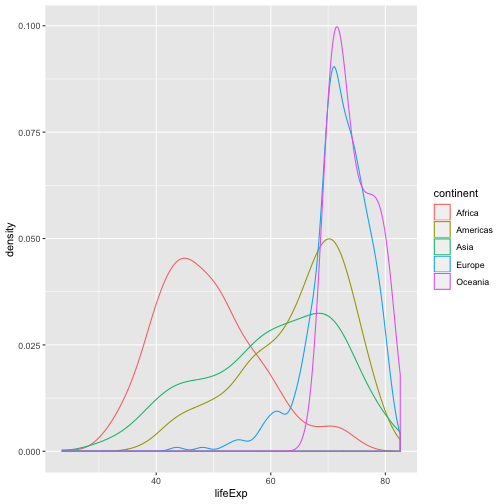 0.100
0.075
0.050
0.025
0.000
density
40
60
80
lifeExp
continent
Africa
Americas
Asia
Europe
Oceania